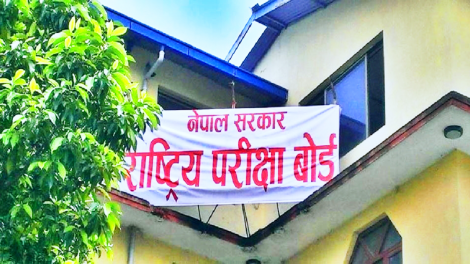 नेपाल सरकार
राष्ट्रिय परीक्षा बोर्ड